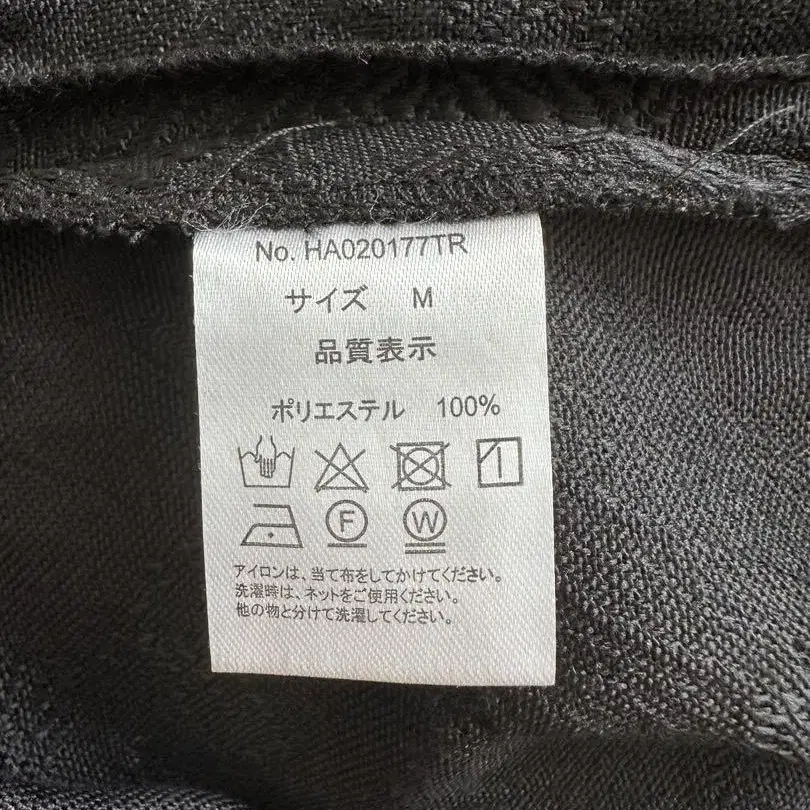 No. HA020177TR
サイズ M
品質表示
ポリエステル 100%
F W
アイロンは、当て布をしてかけてください。
洗濯時は、ネットをご使用ください。
他の物と分けて洗濯してください。